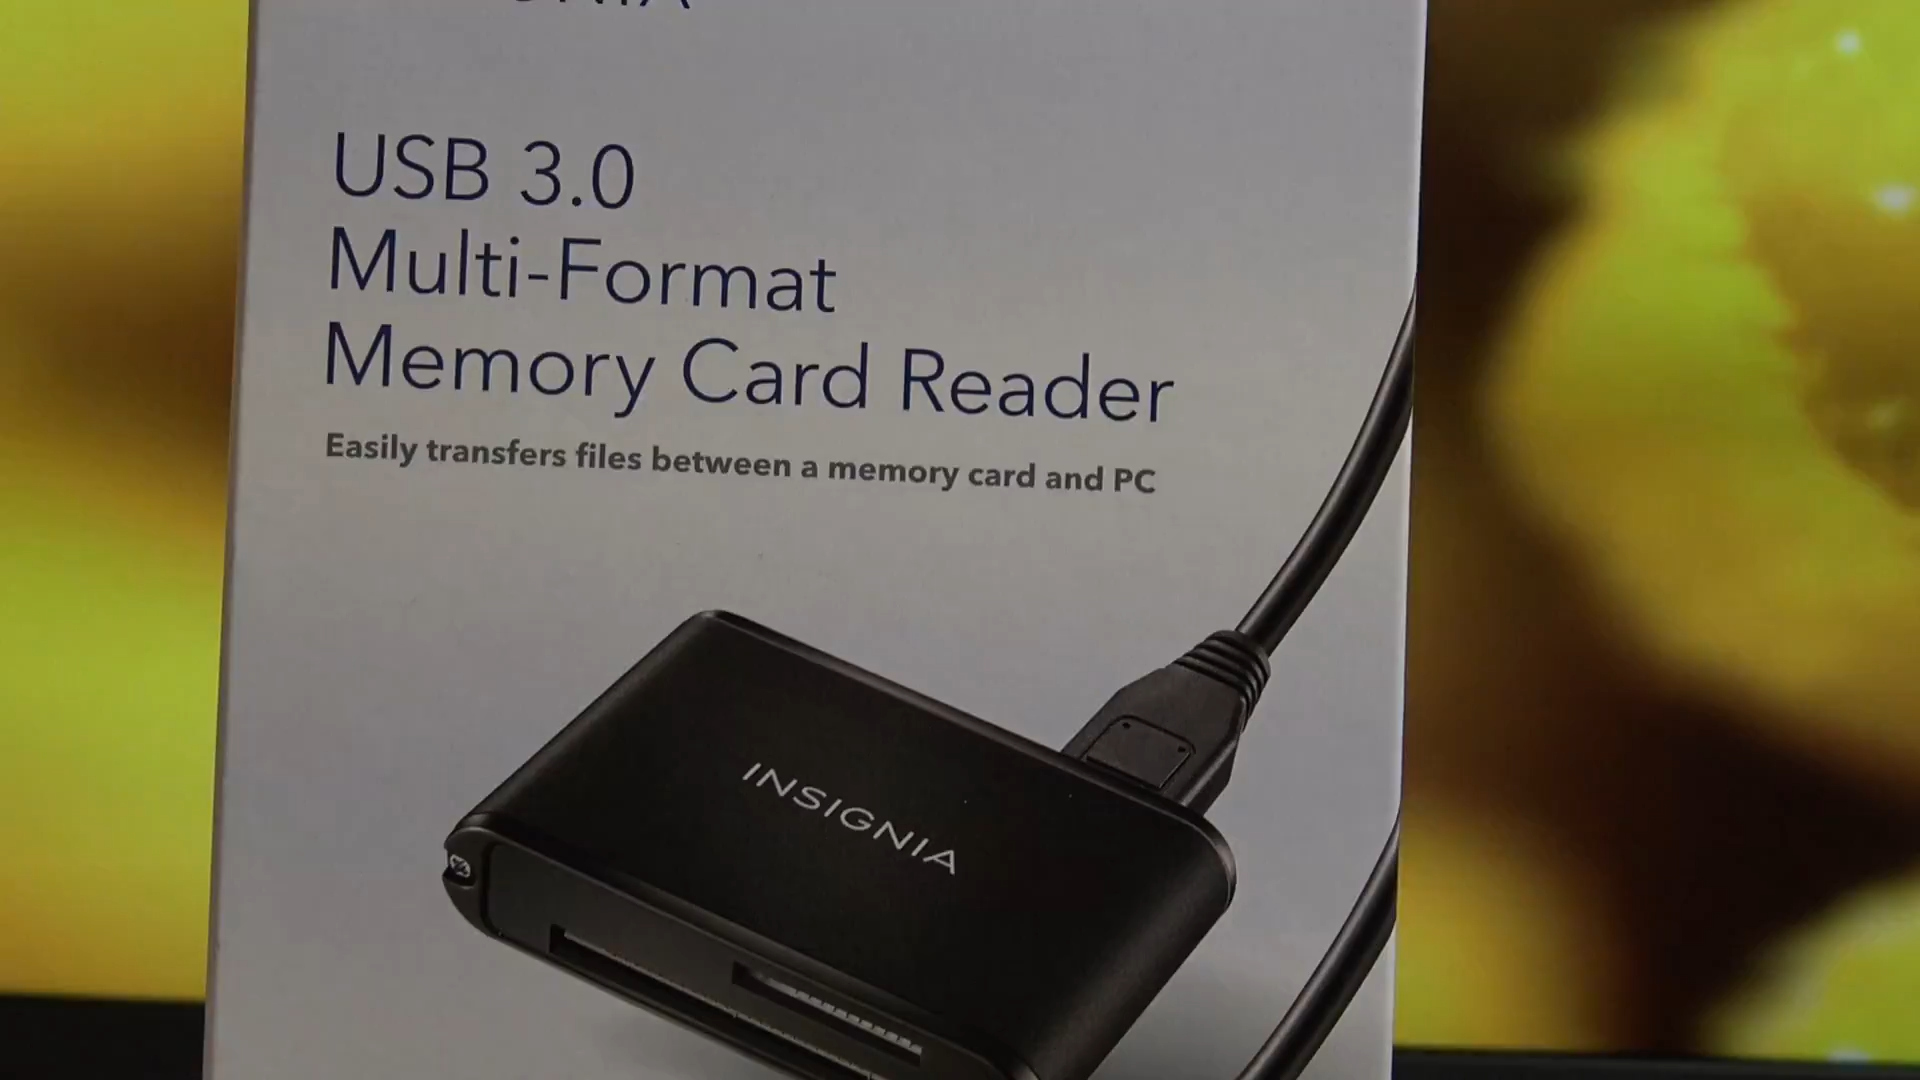 USB 3.0
Multi-Format
Memory Card Reader
Easily transfers files between a memory card and PC
INSIGNIA